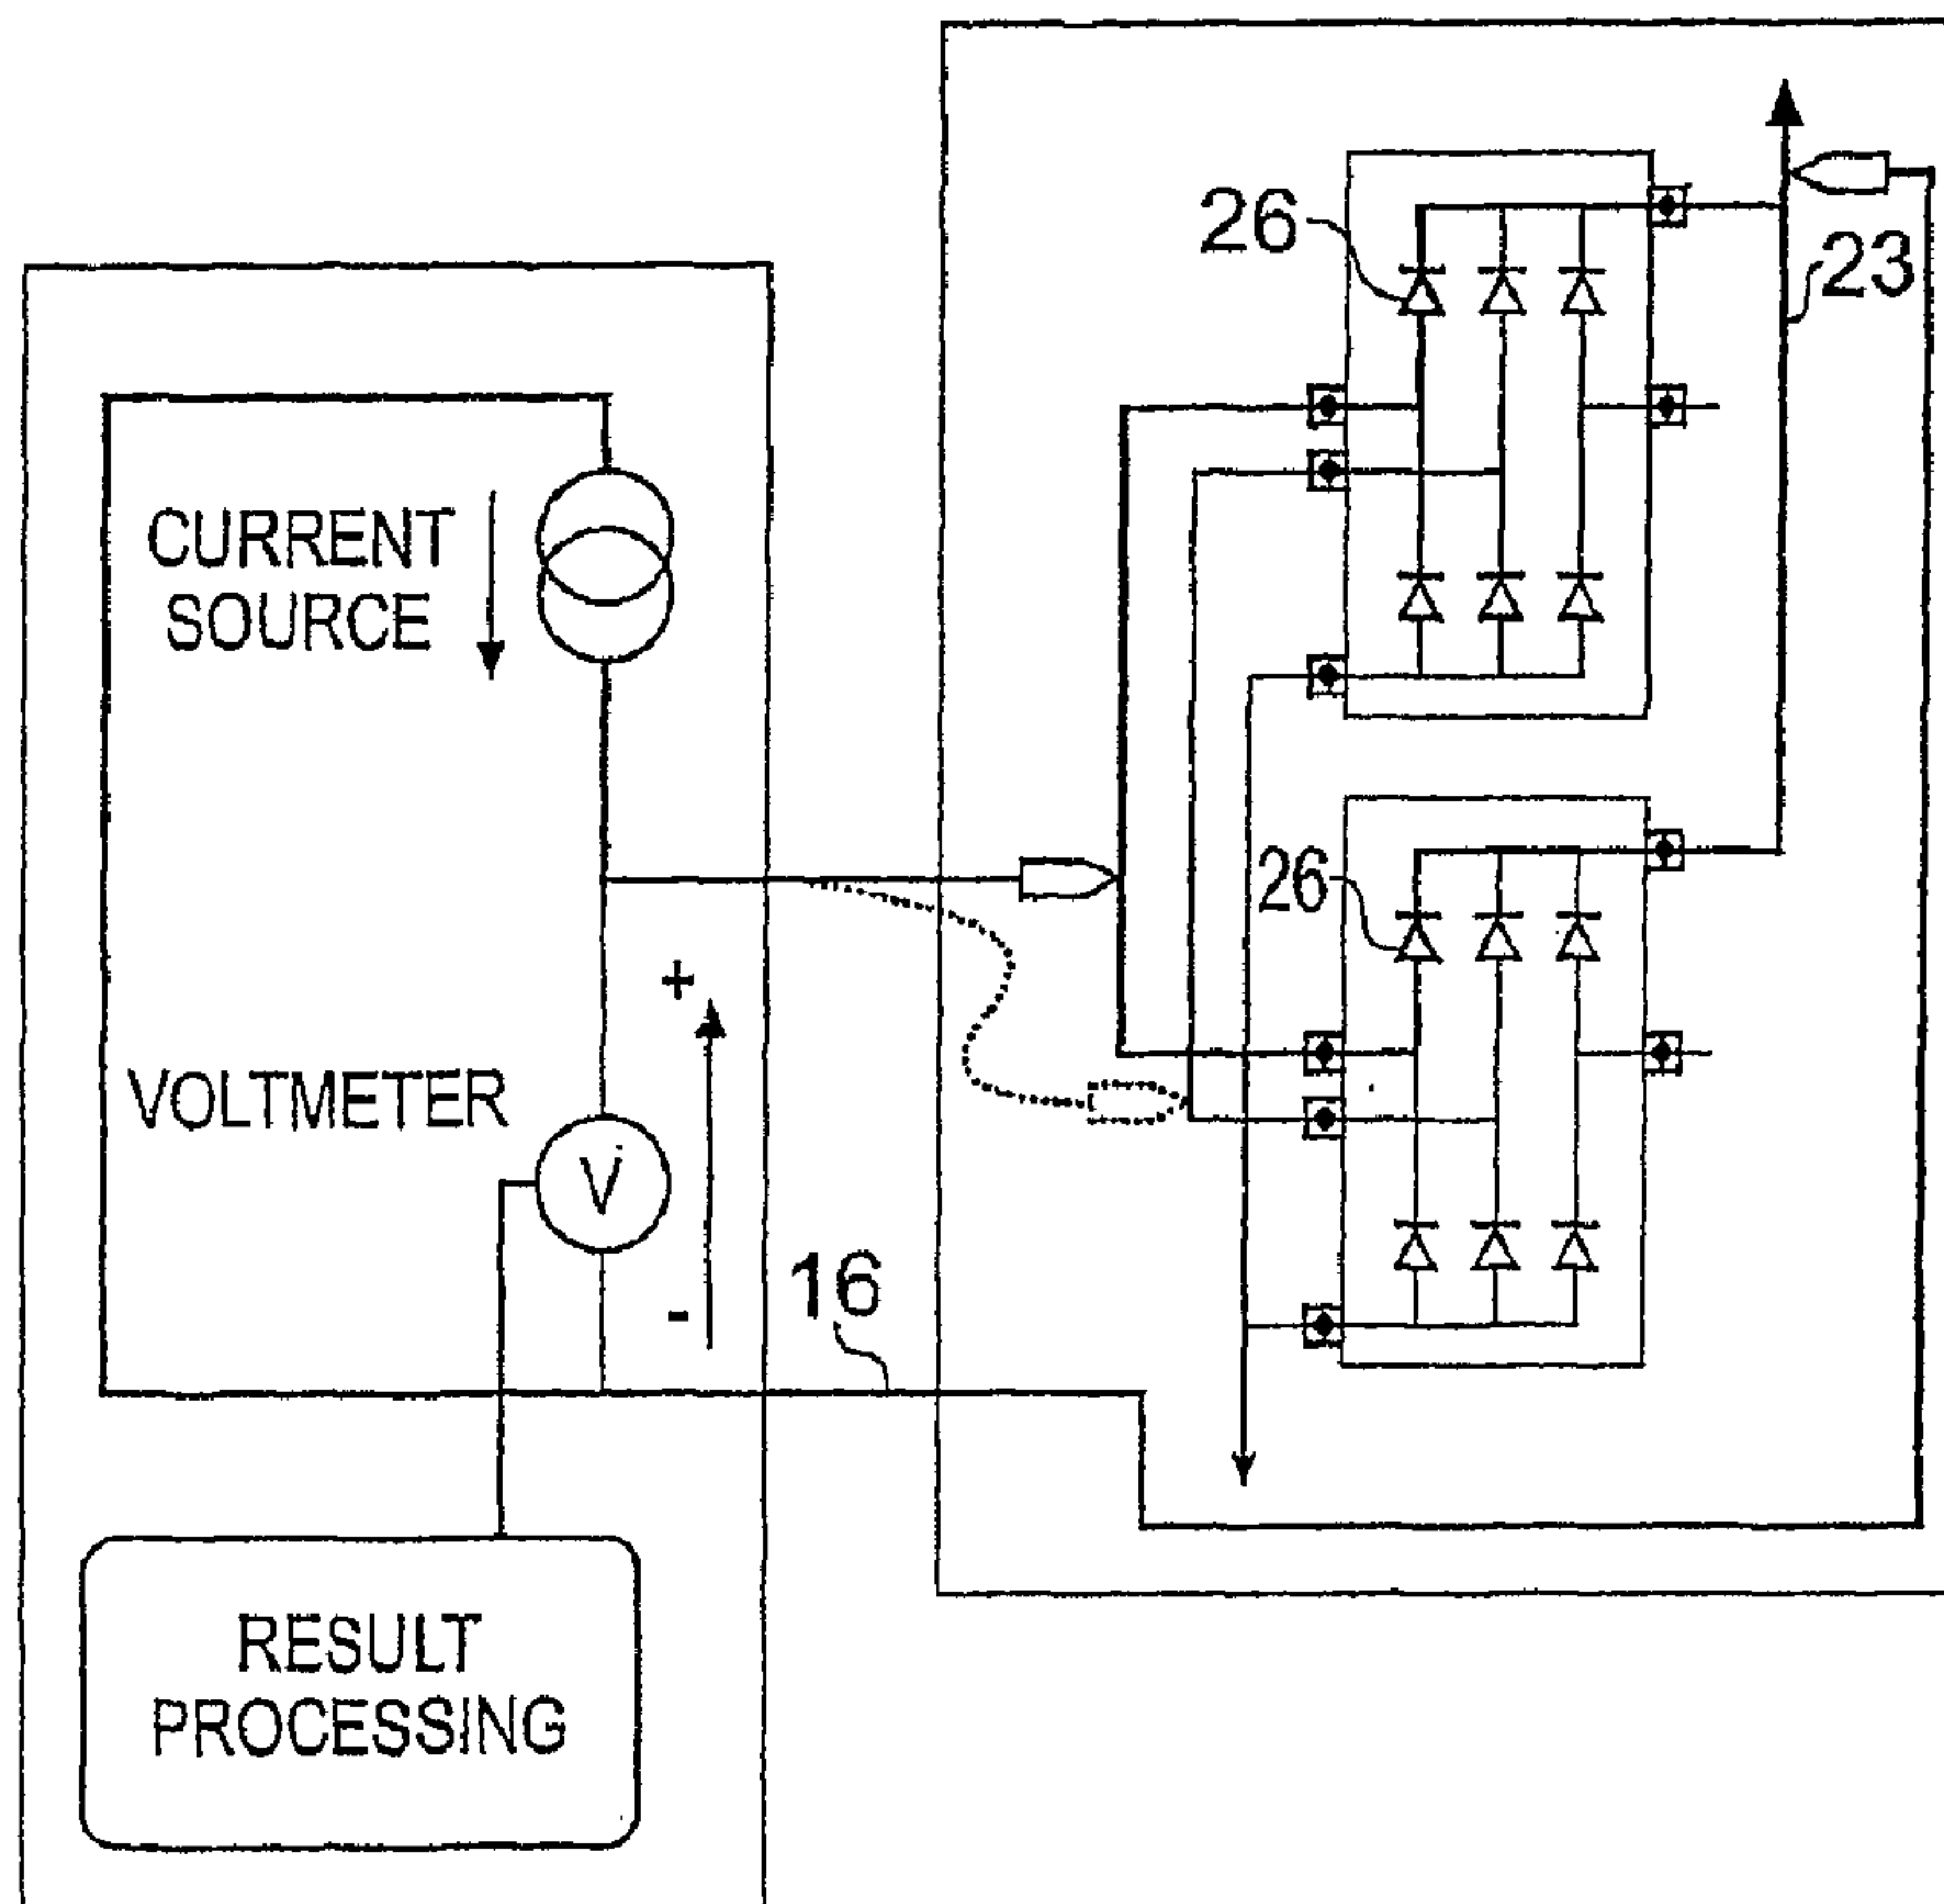 26
23
CURRENT
SOURCE
26
+
VOLTMETER
V
16
-
RESULT
PROCESSING